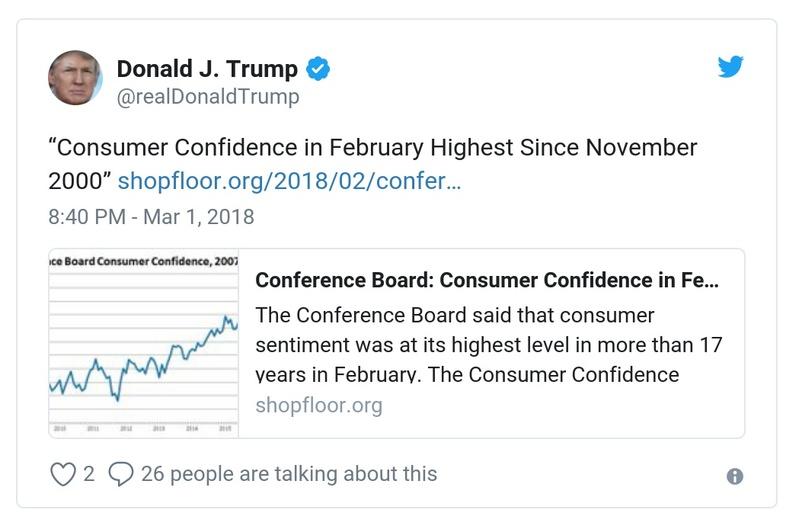 Donald J. Trump
@realDonaldTrump
“Consumer Confidence in February Highest Since November
2000” shopfloor.org/2018/02/confer…
8:40 PM - Mar 1, 2018
ce Board Consumer Confidence, 2007
2010 2011 2012 2013 2014 2015
Conference Board: Consumer Confidence in Fe...
The Conference Board said that consumer
sentiment was at its highest level in more than 17
years in February. The Consumer Confidence
shopfloor.org
2 26 people are talking about this